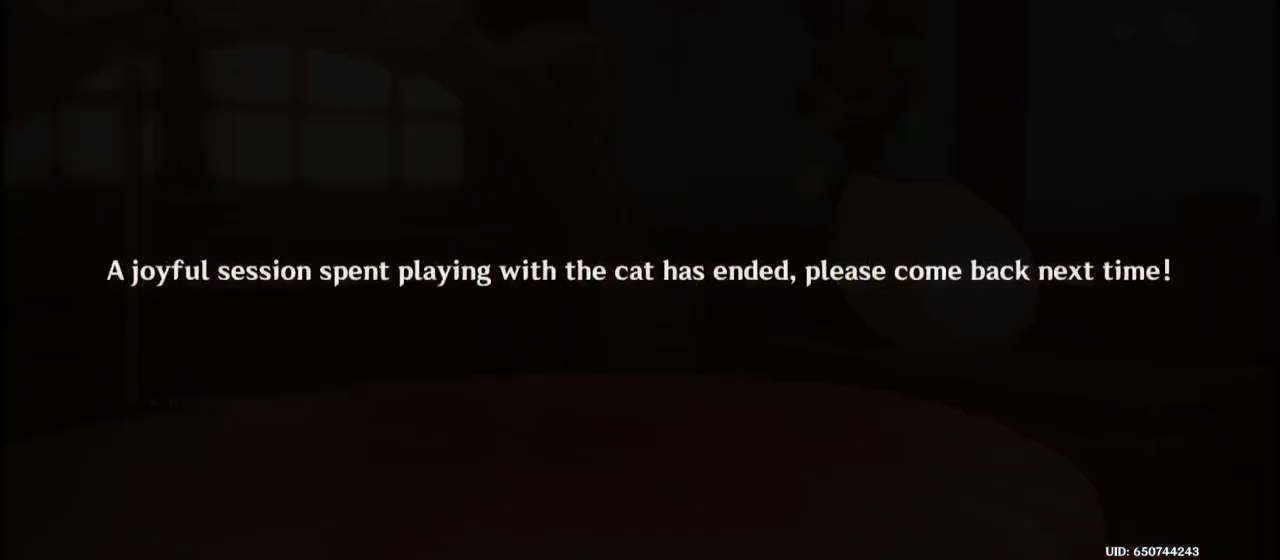 A joyful session spent playing with the cat has ended, please come back next time!
UID: 650744243